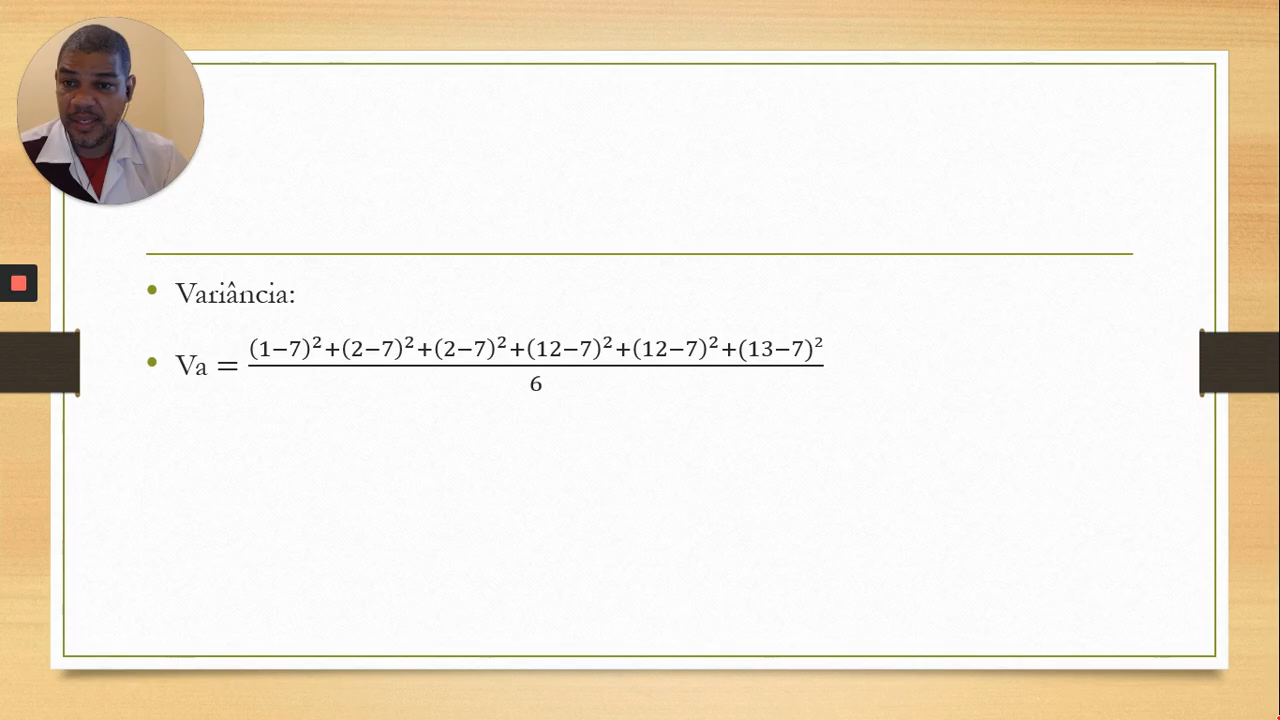 • Variância:
• Va = \frac{(1−7)²+(2−7)²+(2−7)²+(12−7)²+(12−7)²+(13−7)²}{6}